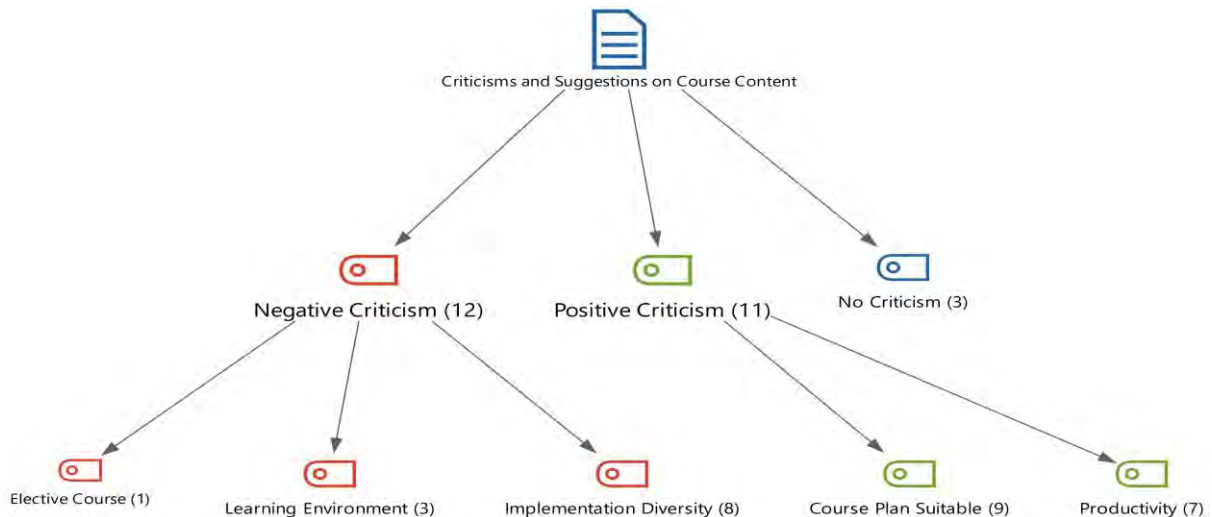 Criticisms and Suggestions on Course Content
Negative Criticism (12)
Positive Criticism (11)
No Criticism (3)
Elective Course (1)
Learning Environment (3)
Implementation Diversity (8)
Course Plan Suitable (9)
Productivity (7)